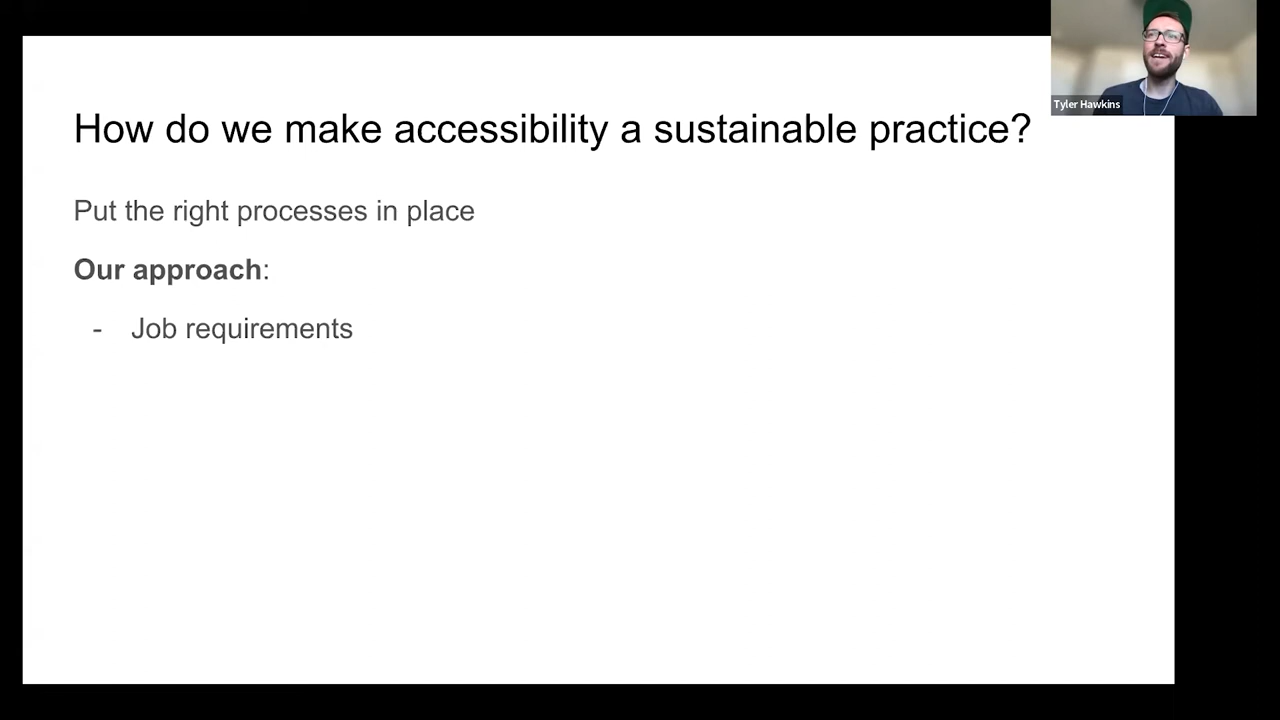 How do we make accessibility a sustainable practice?
Tyler Hawkins
Put the right processes in place
Our approach:
- Job requirements